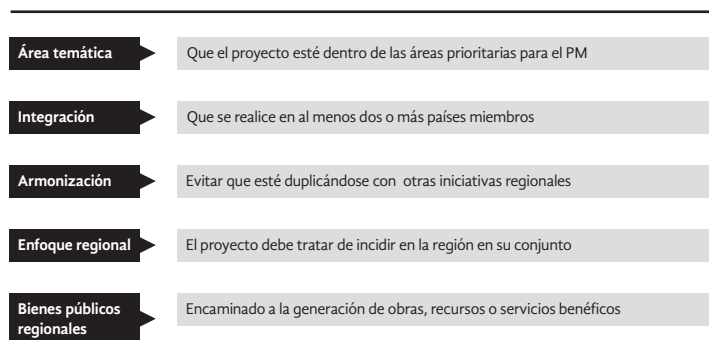 Área temática
Que el proyecto esté dentro de las áreas prioritarias para el PM
Integración
Que se realice en al menos dos o más países miembros
Armonización
Evitar que esté duplicándose con otras iniciativas regionales
Enfoque regional
El proyecto debe tratar de incidir en la región en su conjunto
Bienes públicos
regionales
Encaminado a la generación de obras, recursos o servicios benéficos